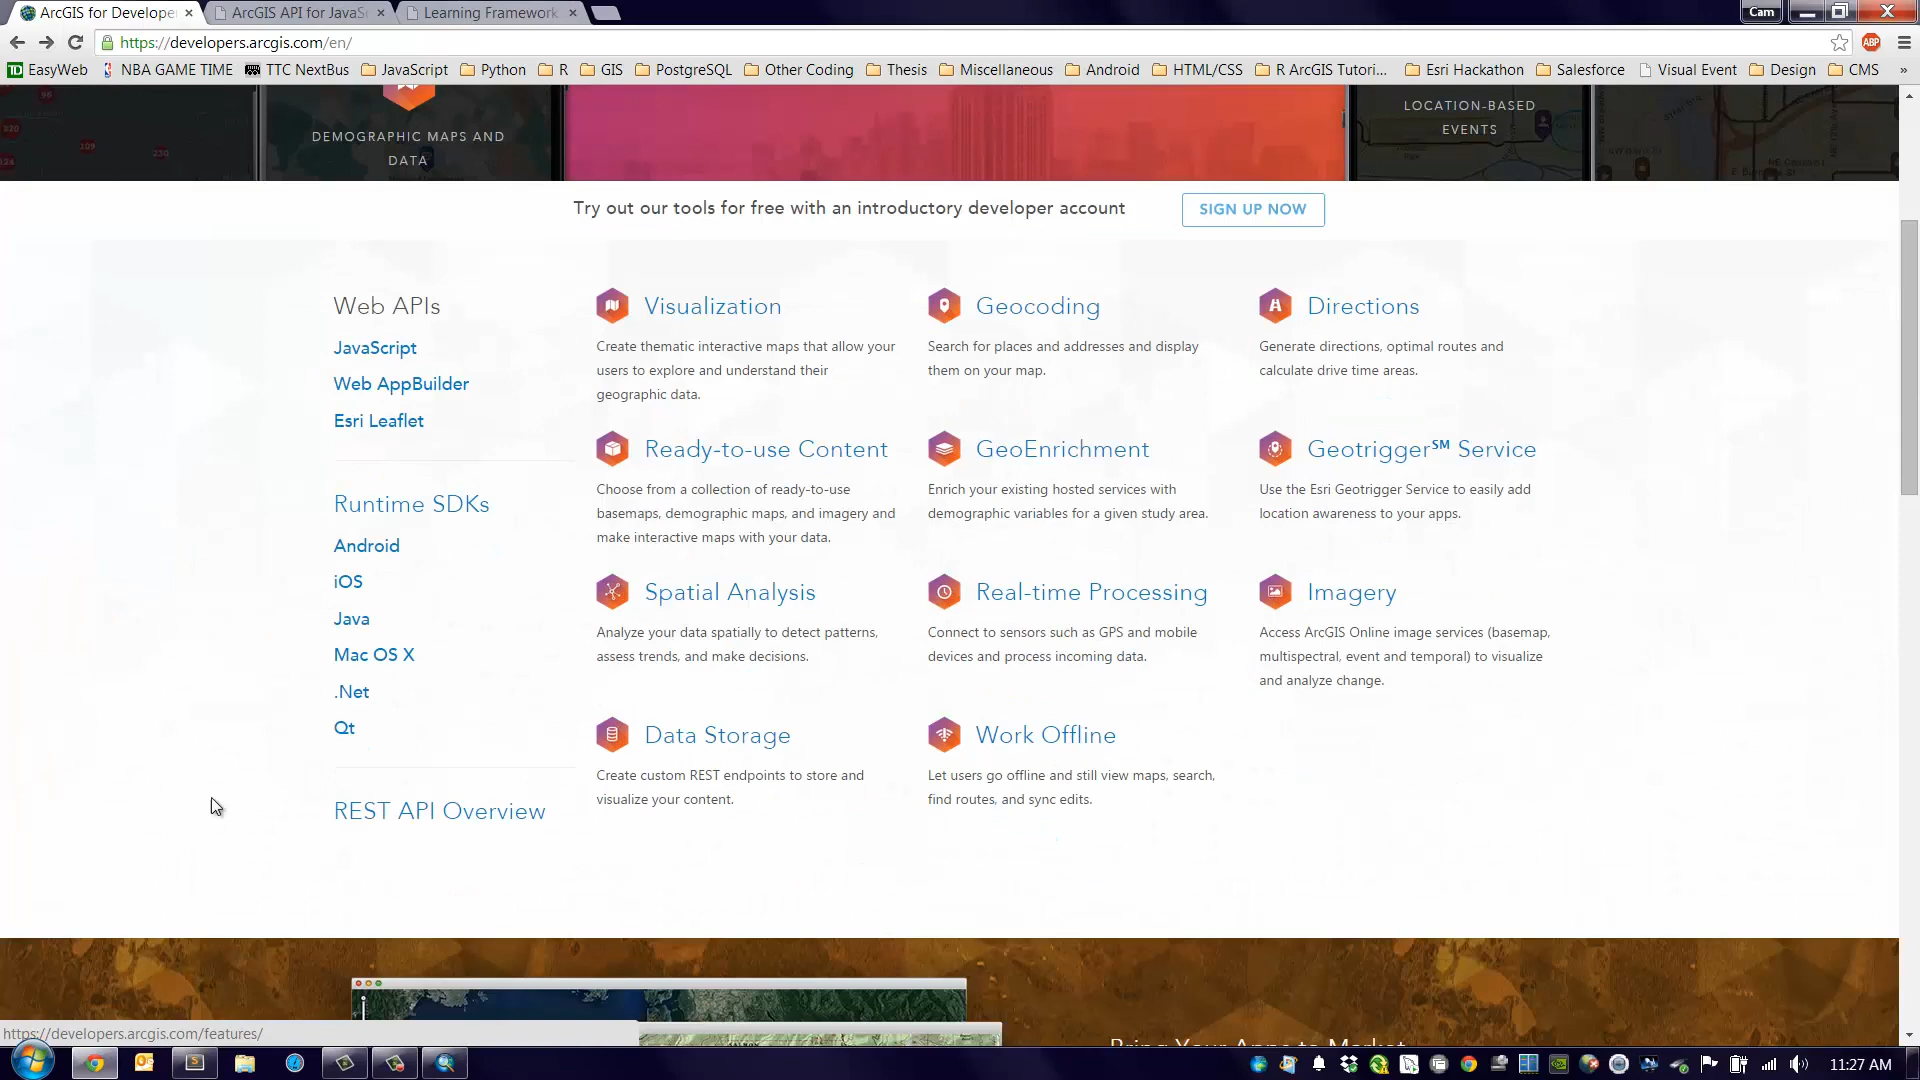 ArcGIS for Develope
ArcGIS API for JavaS
Learning Framework
Cam
https://developers.arcgis.com/en/
ABP
TD EasyWeb
NBA GAME TIME
TTC NextBus
JavaScript
Python
R
GIS
PostgreSQL
Other Coding
Thesis
Miscellaneous
Android
HTML/CSS
R ArcGIS Tutori...
Esri Hackathon
Salesforce
Visual Event
Design
CMS
»
DEMOGRAPHIC MAPS AND
DATA
LOCATION-BASED
EVENTS
Try out our tools for free with an introductory developer account
SIGN UP NOW
Web APIs
JavaScript
Web AppBuilder
Esri Leaflet
Runtime SDKs
Android
iOS
Java
Mac OS X
.Net
Qt
REST API Overview
Visualization
Create thematic interactive maps that allow your
users to explore and understand their
geographic data.
Geocoding
Search for places and addresses and display
them on your map.
Directions
Generate directions, optimal routes and
calculate drive time areas.
Ready-to-use Content
Choose from a collection of ready-to-use
basemaps, demographic maps, and imagery and
make interactive maps with your data.
GeoEnrichment
Enrich your existing hosted services with
demographic variables for a given study area.
Geotrigger℠ Service
Use the Esri Geotrigger Service to easily add
location awareness to your apps.
Spatial Analysis
Analyze your data spatially to detect patterns,
assess trends, and make decisions.
Real-time Processing
Connect to sensors such as GPS and mobile
devices and process incoming data.
Imagery
Access ArcGIS Online image services (basemap,
multispectral, event and temporal) to visualize
and analyze change.
Data Storage
Create custom REST endpoints to store and
visualize your content.
Work Offline
Let users go offline and still view maps, search,
find routes, and sync edits.
Bring Your Apps to Market
https://developers.arcgis.com/features/
11:27 AM